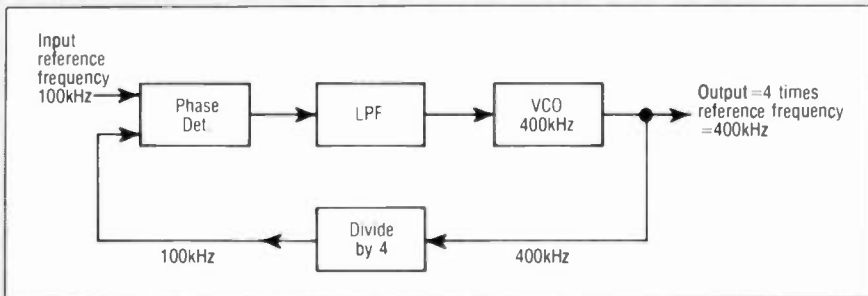 Input
reference
frequency
100kHz
Phase
Det.
LPF
VCO
400kHz
Output=4 times
reference frequency
=400kHz
Divide
by 4
100kHz
400kHz